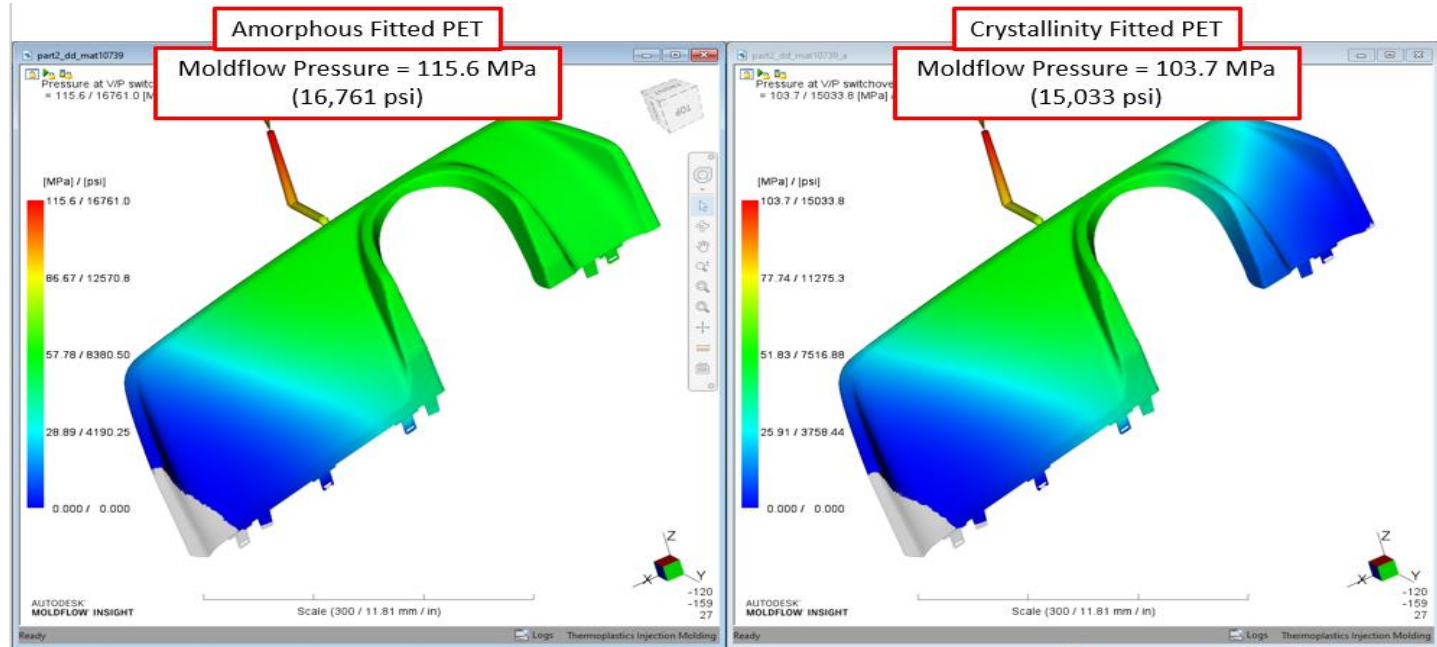 Amorphous Fitted PET
Crystallinity Fitted PET
part2_dd_mat10739
part2_dd_mat10739_a
Moldflow Pressure = 115.6 MPa
(16,761 psi)
Moldflow Pressure = 103.7 MPa
(15,033 psi)
Pressure at V/P switc
= 115.6 / 16761.0 [M
TOP
[MPa] / [psi]
115.6 / 16761.0
86.67 / 12570.8
57.78 / 8380.50
28.89 / 4190.25
0.000 / 0.000
Z
Y
X
-120
-159
27
AUTODESK
MOLDFLOW INSIGHT
Scale (300 / 11.81 mm / in)
Ready
Logs
Thermoplastics Injection Molding
Pressure at V/P switchove
= 103.7 / 15033.8 [MPa]
[MPa] / [psi]
103.7 / 15033.8
77.74 / 11275.3
51.83 / 7516.88
25.91 / 3758.44
0.000 / 0.000
Z
Y
X
-120
-159
27
AUTODESK
MOLDFLOW INSIGHT
Scale (300 / 11.81 mm / in)
Ready
Logs
Thermoplastics Injection Molding